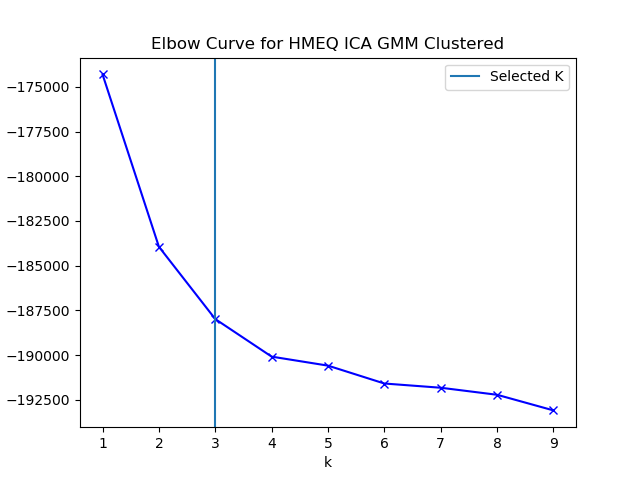 Elbow Curve for HMEQ ICA GMM Clustered
Selected K
−175000
−177500
−180000
−182500
−185000
−187500
−190000
−192500
1 2 3 4 5 6 7 8 9
k